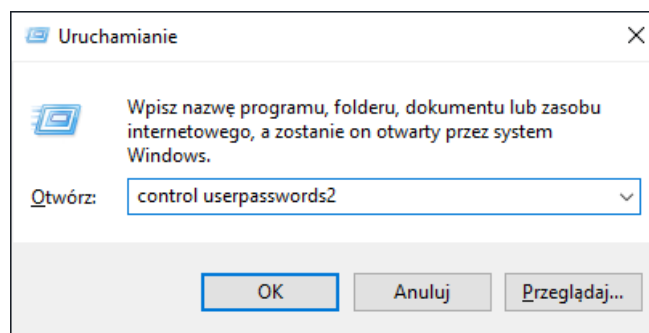 Uruchamianie
Wpisz nazwę programu, folderu, dokumentu lub zasobu
internetowego, a zostanie on otwarty przez system
Windows.
Otwórz: control userpasswords2
OK Anuluj Przeglądaj...